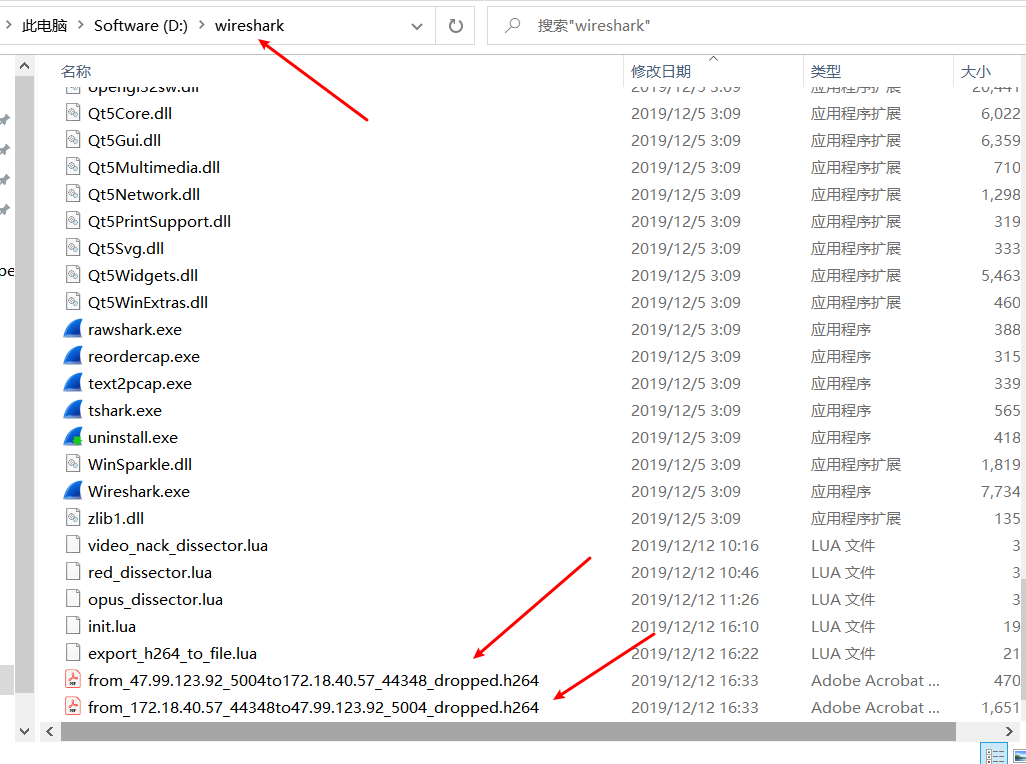 此电脑 > Software (D:) > wireshark 搜索"wireshark"
名称 修改日期 类型 大小
opengl32sw.dll 2019/12/5 3:09 应用程序扩展 20,441
Qt5Core.dll 2019/12/5 3:09 应用程序扩展 6,022
Qt5Gui.dll 2019/12/5 3:09 应用程序扩展 6,359
Qt5Multimedia.dll 2019/12/5 3:09 应用程序扩展 710
Qt5Network.dll 2019/12/5 3:09 应用程序扩展 1,298
Qt5PrintSupport.dll 2019/12/5 3:09 应用程序扩展 319
Qt5Svg.dll 2019/12/5 3:09 应用程序扩展 333
pe
Qt5Widgets.dll 2019/12/5 3:09 应用程序扩展 5,463
Qt5WinExtras.dll 2019/12/5 3:09 应用程序扩展 460
rawshark.exe 2019/12/5 3:09 应用程序 388
reordercap.exe 2019/12/5 3:09 应用程序 315
text2pcap.exe 2019/12/5 3:09 应用程序 339
tshark.exe 2019/12/5 3:09 应用程序 565
uninstall.exe 2019/12/5 3:09 应用程序 418
WinSparkle.dll 2019/12/5 3:09 应用程序扩展 1,819
Wireshark.exe 2019/12/5 3:09 应用程序 7,734
zlib1.dll 2019/12/5 3:09 应用程序扩展 135
video_nack_dissector.lua 2019/12/12 10:16 LUA 文件 3
red_dissector.lua 2019/12/12 10:46 LUA 文件 3
opus_dissector.lua 2019/12/12 11:26 LUA 文件 3
init.lua 2019/12/12 16:10 LUA 文件 19
export_h264_to_file.lua 2019/12/12 16:22 LUA 文件 21
from_47.99.123.92_5004to172.18.40.57_44348_dropped.h264 2019/12/12 16:33 Adobe Acrobat ... 470
from_172.18.40.57_44348to47.99.123.92_5004_dropped.h264 2019/12/12 16:33 Adobe Acrobat ... 1,651